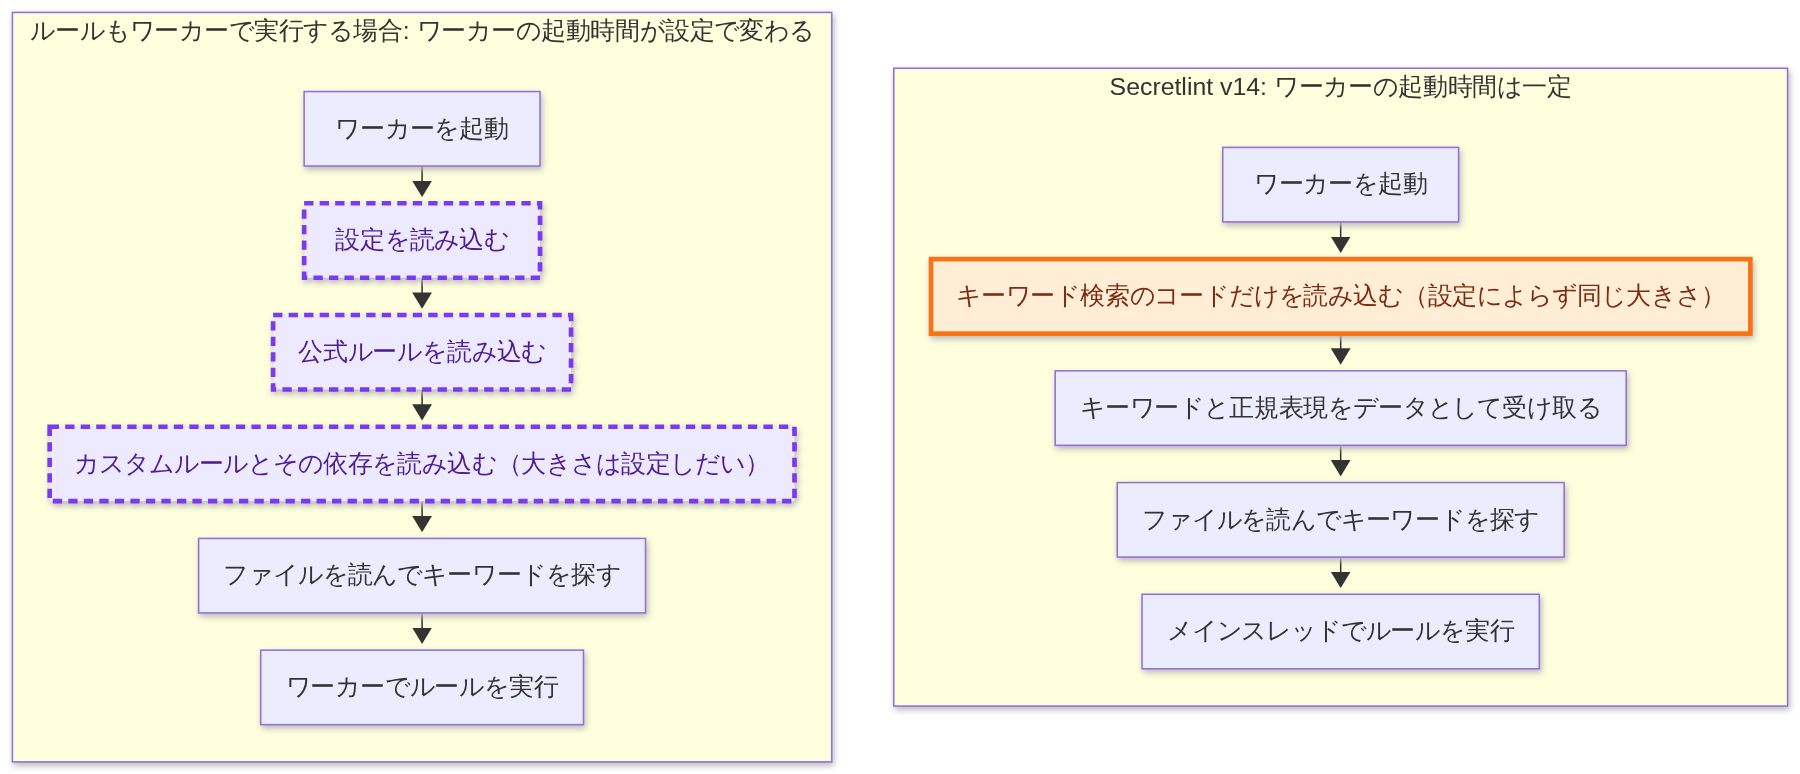 ルールもワーカーで実行する場合: ワーカーの起動時間が設定で変わる
ワーカーを起動
設定を読み込む
公式ルールを読み込む
カスタムルールとその依存を読み込む（大きさは設定しだい）
ファイルを読んでキーワードを探す
ワーカーでルールを実行
Secretlint v14: ワーカーの起動時間は一定
ワーカーを起動
キーワード検索のコードだけを読み込む（設定によらず同じ大きさ）
キーワードと正規表現をデータとして受け取る
ファイルを読んでキーワードを探す
メインスレッドでルールを実行